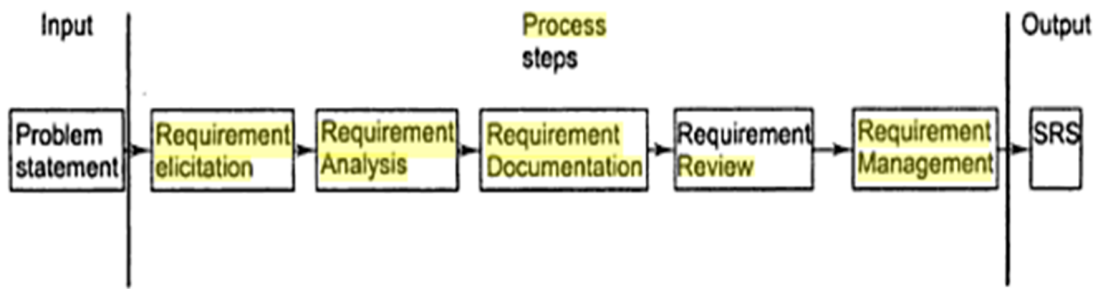 Input
Process
steps
Output
Problem
statement
Requirement
elicitation
Requirement
Analysis
Requirement
Documentation
Requirement
Review
Requirement
Management
SRS